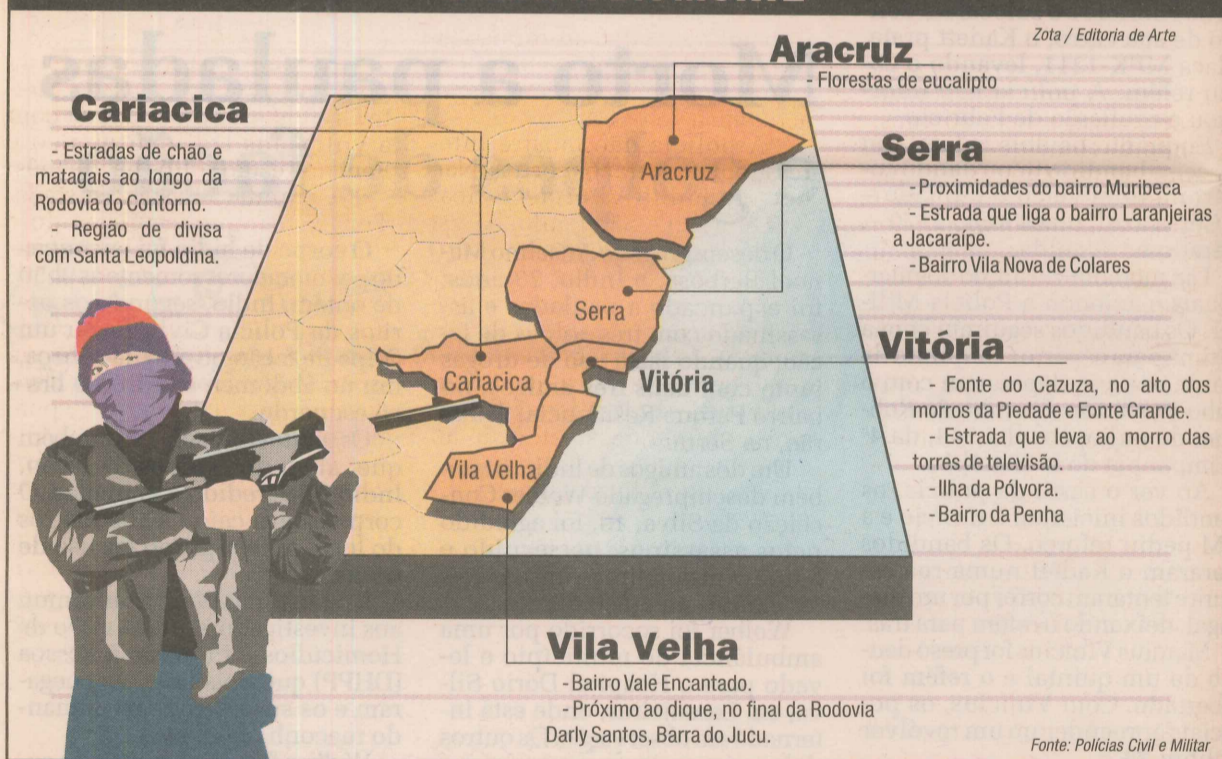 Zota / Editoria de Arte
Aracruz
- Florestas de eucalipto
Cariacica
- Estradas de chão e
matagais ao longo da
Rodovia do Contorno.
- Região de divisa
com Santa Leopoldina.
Serra
- Proximidades do bairro Muribeca
- Estrada que liga o bairro Laranjeiras
a Jacaraípe.
- Bairro Vila Nova de Colares
Vitória
- Fonte do Cazuza, no alto dos
morros da Piedade e Fonte Grande.
- Estrada que leva ao morro das
torres de televisão.
- Ilha da Pólvora.
- Bairro da Penha
Aracruz
Serra
Cariacica
Vitória
Vila Velha
Vila Velha
- Bairro Vale Encantado.
- Próximo ao dique, no final da Rodovia
Darly Santos, Barra do Jucu.
Fonte: Polícias Civil e Militar